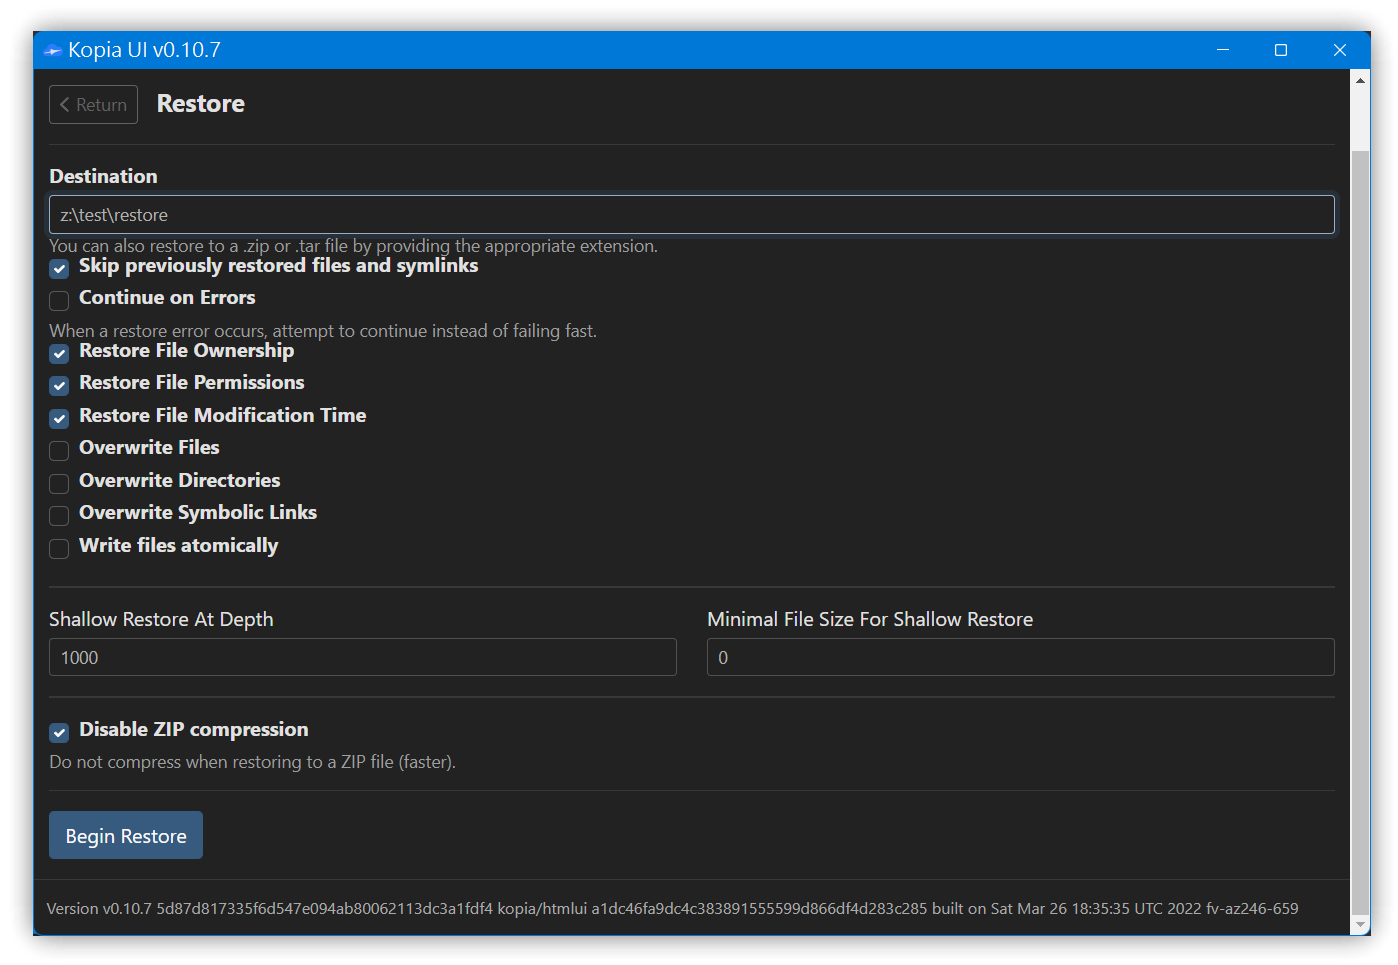 Kopia UI v0.10.7
Return Restore
Destination
z:\test\restore
You can also restore to a .zip or .tar file by providing the appropriate extension.
Skip previously restored files and symlinks
Continue on Errors
When a restore error occurs, attempt to continue instead of failing fast.
Restore File Ownership
Restore File Permissions
Restore File Modification Time
Overwrite Files
Overwrite Directories
Overwrite Symbolic Links
Write files atomically
Shallow Restore At Depth
1000
Minimal File Size For Shallow Restore
0
Disable ZIP compression
Do not compress when restoring to a ZIP file (faster).
Begin Restore
Version v0.10.7 5d87d817335f6d547e094ab80062113dc3a1fdf4 kopia/htmlui a1dc46fa9dc4c383891555599d866df4d283c285 built on Sat Mar 26 18:35:35 UTC 2022 fv-az246-659